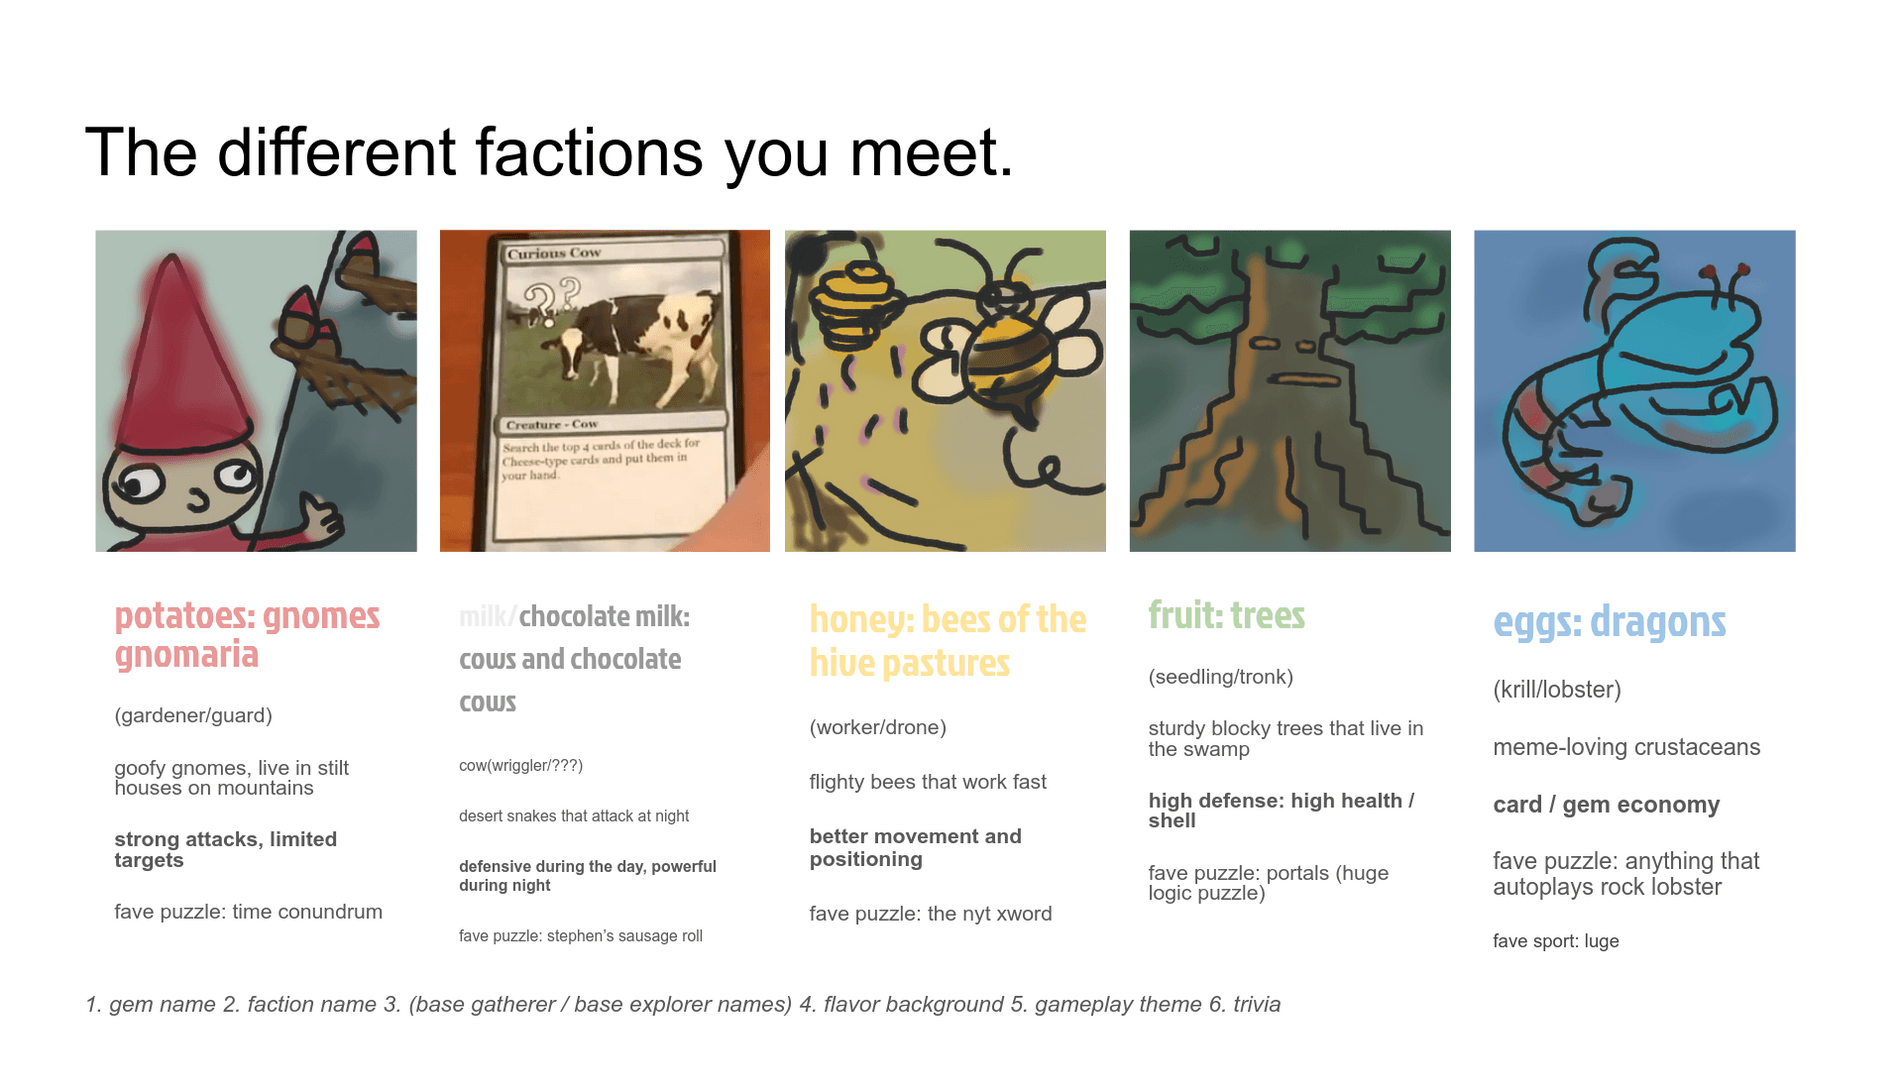 The different factions you meet.
Curious Cow
Creature - Cow
Search the top 4 cards of the deck for
Cheese-type cards and put them in
your hand.
potatoes: gnomes
gnomaria
(gardener/guard)
goofy gnomes, live in stilt
houses on mountains
strong attacks, limited
targets
fave puzzle: time conundrum
milk/chocolate milk:
cows and chocolate
cows
cow(wriggler/???)
desert snakes that attack at night
defensive during the day, powerful
during night
fave puzzle: stephen’s sausage roll
honey: bees of the
hive pastures
(worker/drone)
flighty bees that work fast
better movement and
positioning
fave puzzle: the nyt xword
fruit: trees
(seedling/tronk)
sturdy blocky trees that live in
the swamp
high defense: high health /
shell
fave puzzle: portals (huge
logic puzzle)
eggs: dragons
(krill/lobster)
meme-loving crustaceans
card / gem economy
fave puzzle: anything that
autoplays rock lobster
fave sport: luge
1. gem name 2. faction name 3. (base gatherer / base explorer names) 4. flavor background 5. gameplay theme 6. trivia